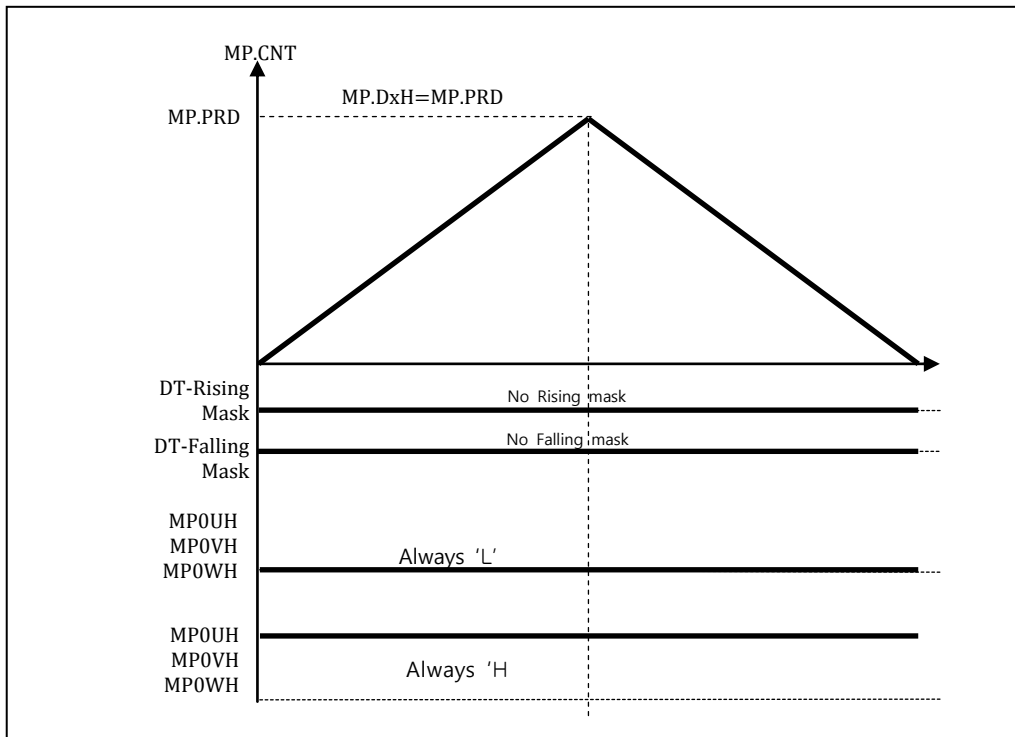 MP.CNT
MP.DxH=MP.PRD
MP.PRD
DT-Rising
Mask
No Rising mask
DT-Falling
Mask
No Falling mask
MP0UH
MP0VH
MP0WH
Always 'L'
MP0UH
MP0VH
MP0WH
Always 'H